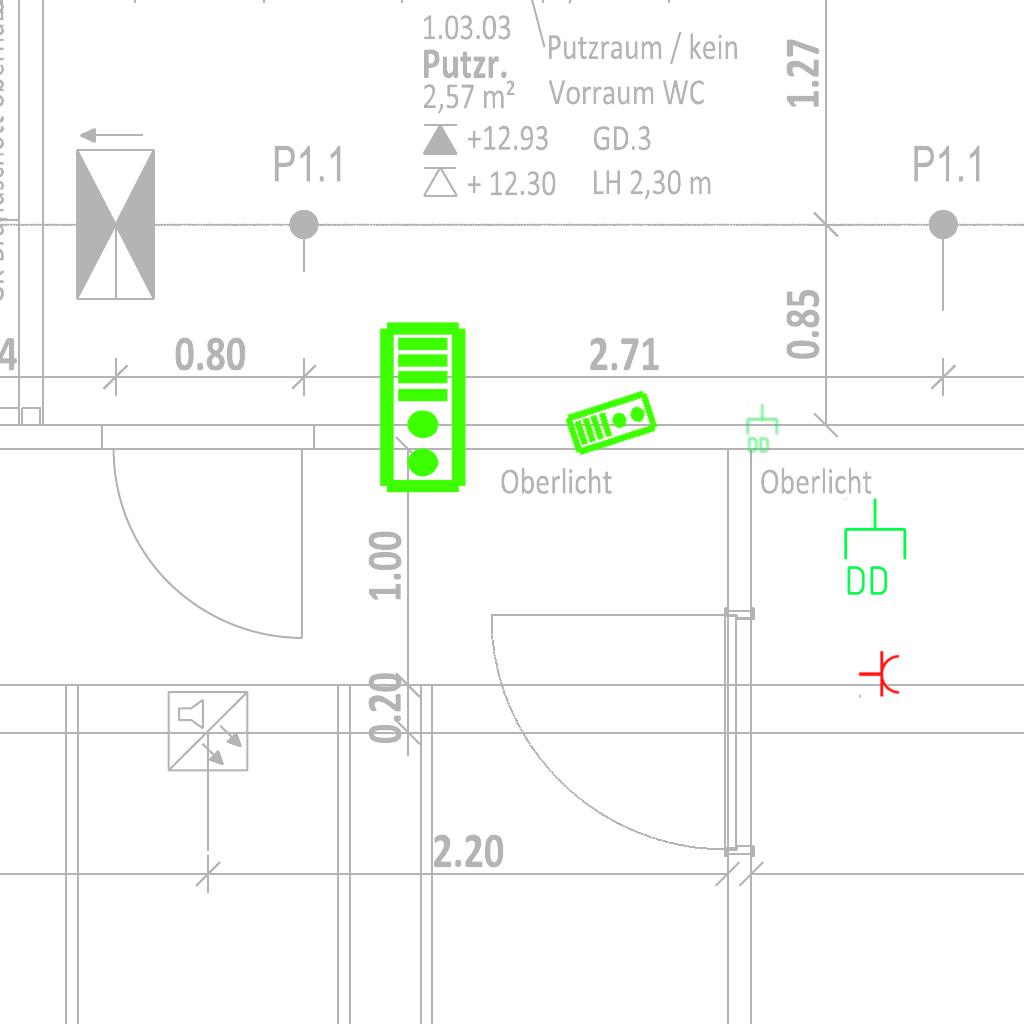 1.03.03
Putzr.
2,57 m²
Putzraum / kein
Vorraum WC
+12.93 GD.3
+ 12.30 LH 2,30 m
1.27
P1.1
P1.1
0.85
4
0.80
2.71
DD
Oberlicht
Oberlicht
1.00
DD
0.20
2.20